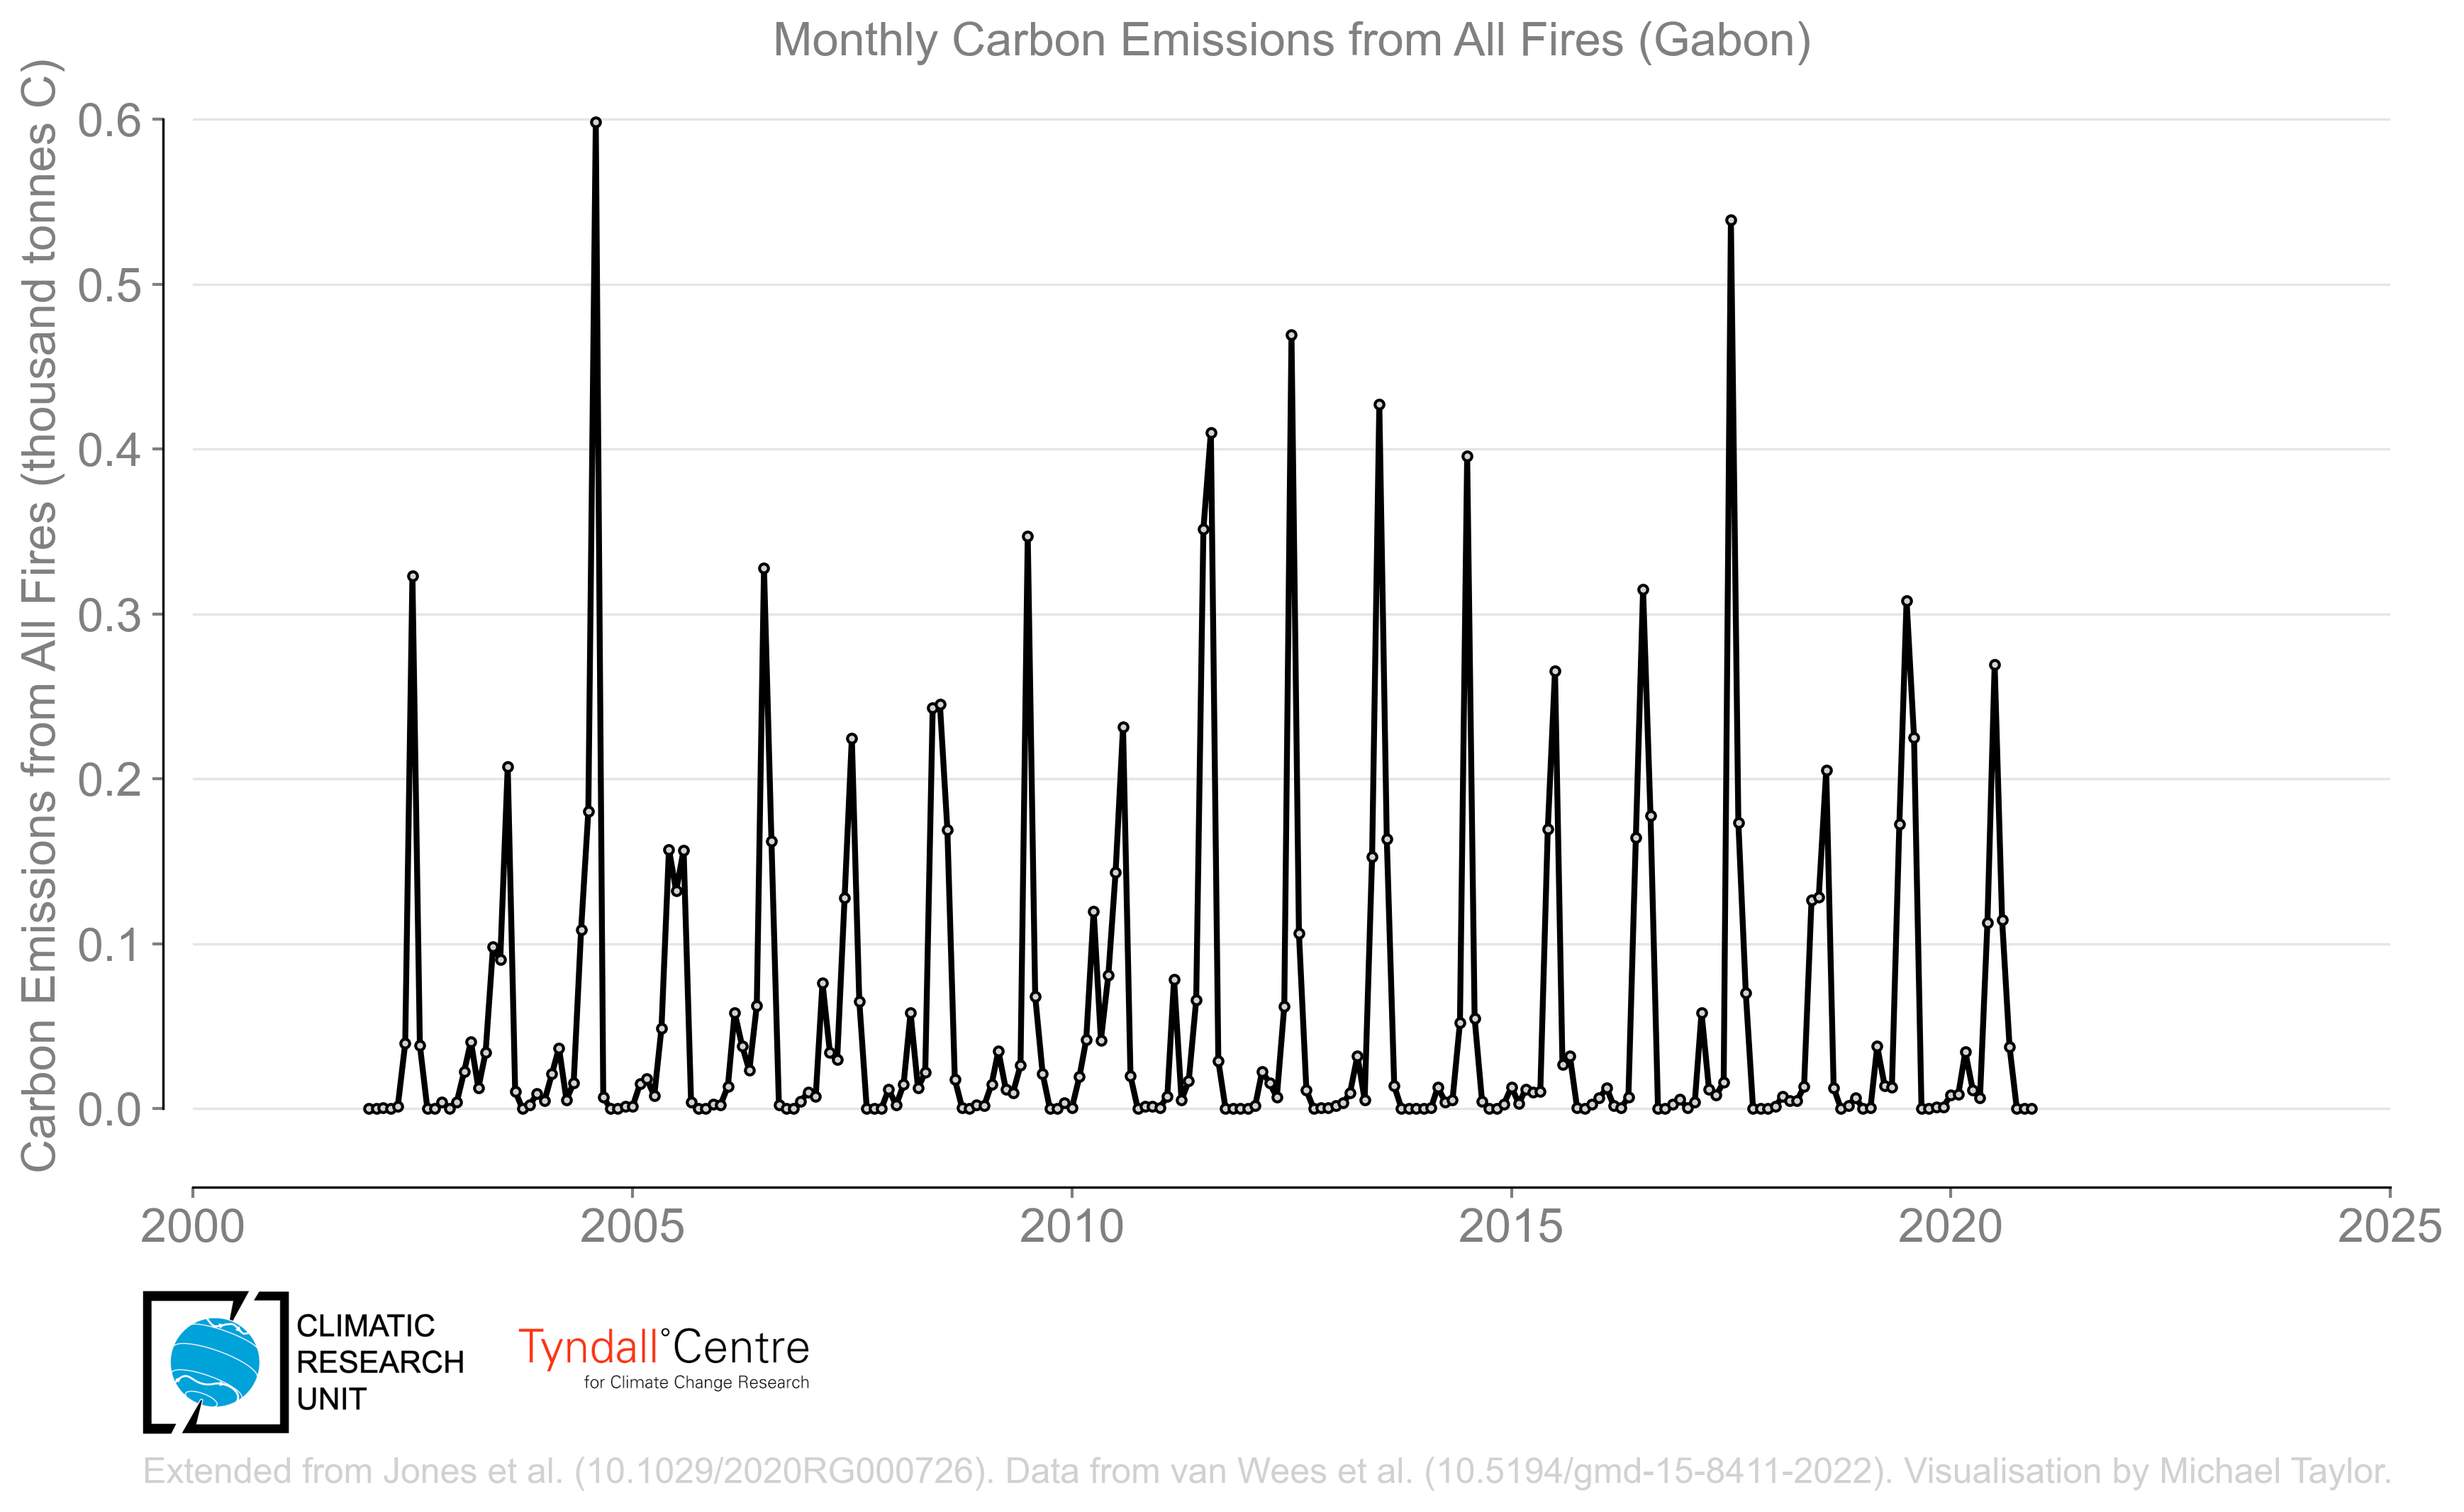 Monthly Carbon Emissions from All Fires (Gabon)
Carbon Emissions from All Fires (thousand tonnes C)
0.6
0.5
0.4
0.3
0.2
0.1
0.0
2000 2005 2010 2015 2020 2025
CLIMATIC
RESEARCH
UNIT
Tyndall°Centre
for Climate Change Research
Extended from Jones et al. (10.1029/2020RG000726). Data from van Wees et al. (10.5194/gmd-15-8411-2022). Visualisation by Michael Taylor.